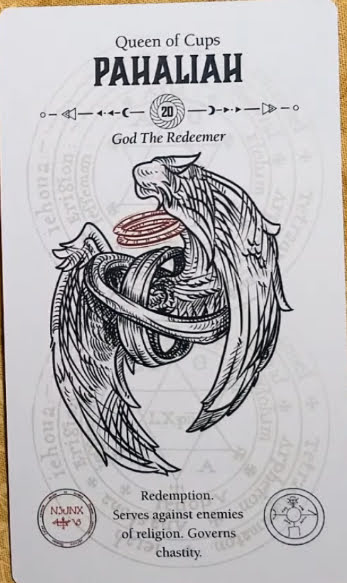 Queen of Cups
PAHALIAH
20
God The Redeemer
Redemption.
Serves against enemies
of religion. Governs
chastity.